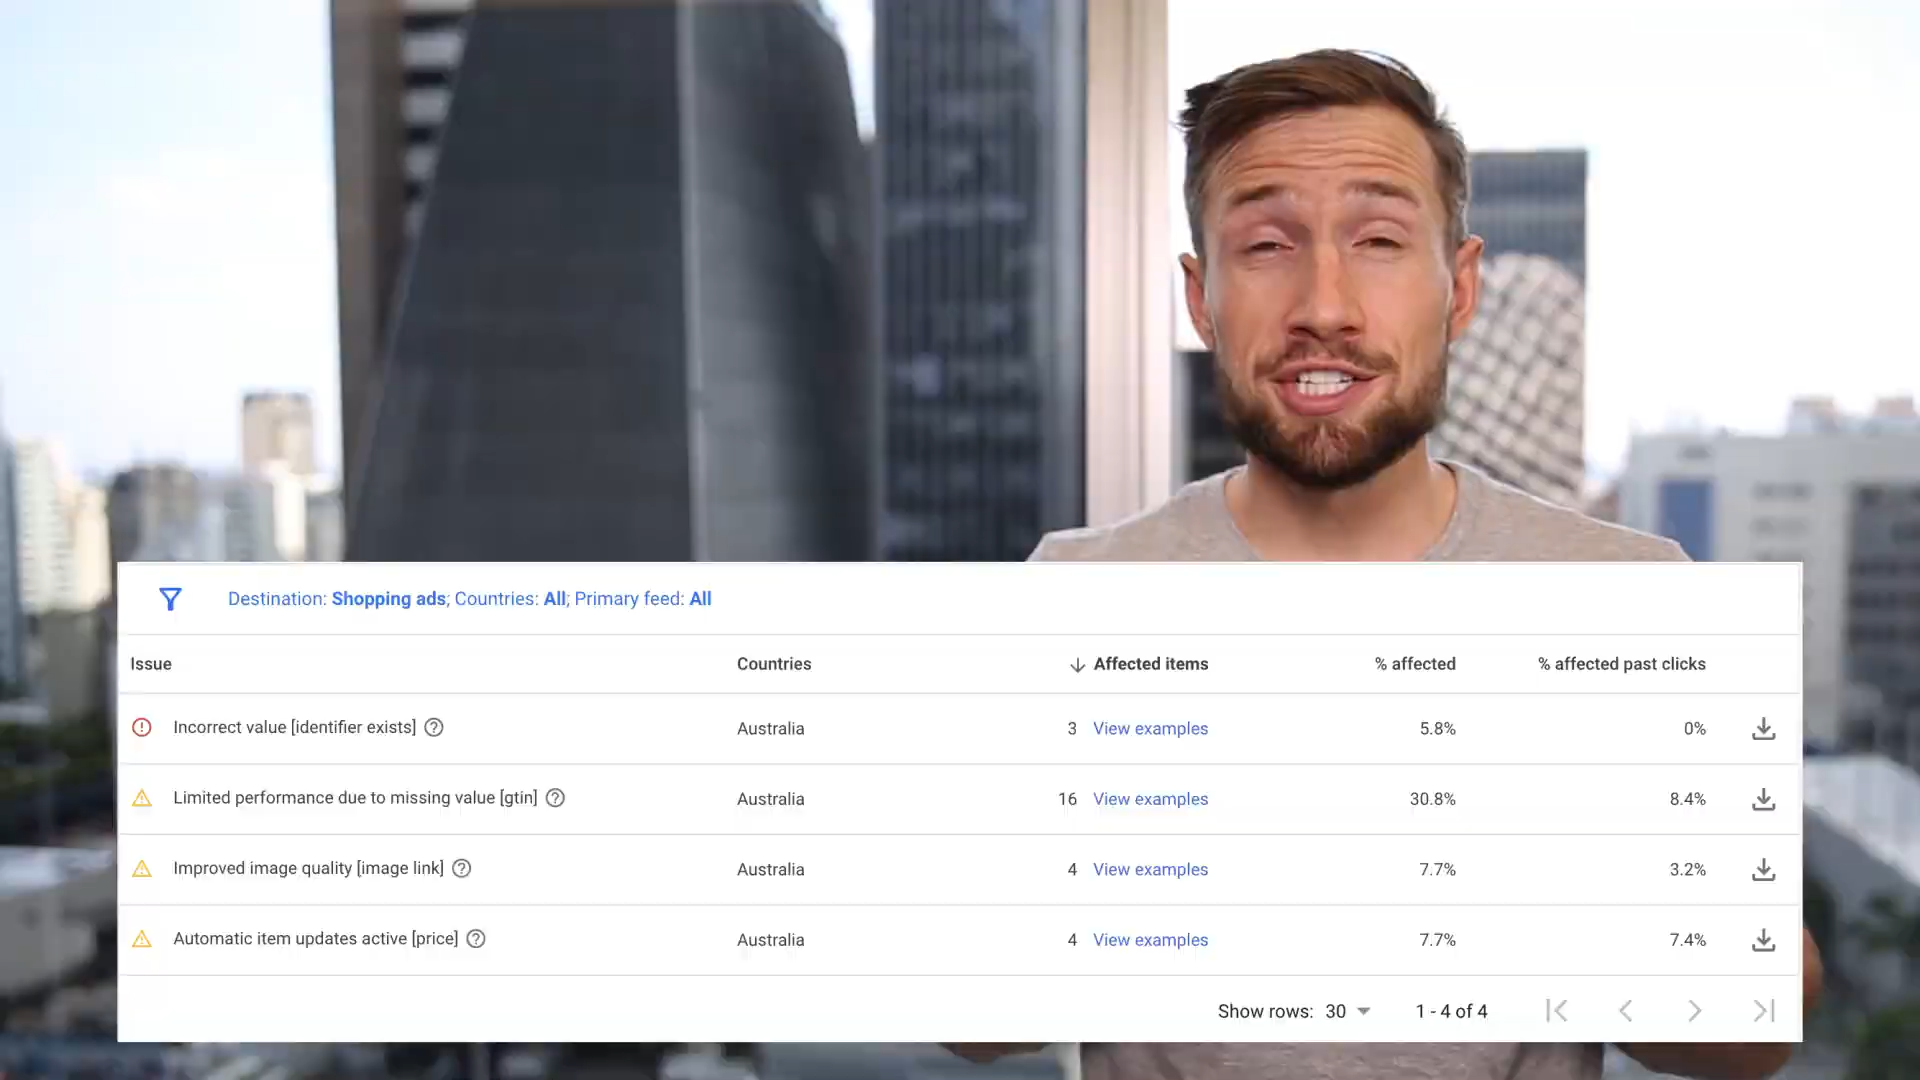 Destination: Shopping ads; Countries: All; Primary feed: All
Issue Countries Affected items % affected % affected past clicks
Incorrect value [identifier exists] Australia 3 View examples 5.8% 0%
Limited performance due to missing value [gtin] Australia 16 View examples 30.8% 8.4%
Improved image quality [image link] Australia 4 View examples 7.7% 3.2%
Automatic item updates active [price] Australia 4 View examples 7.7% 7.4%
Show rows: 30 1 - 4 of 4